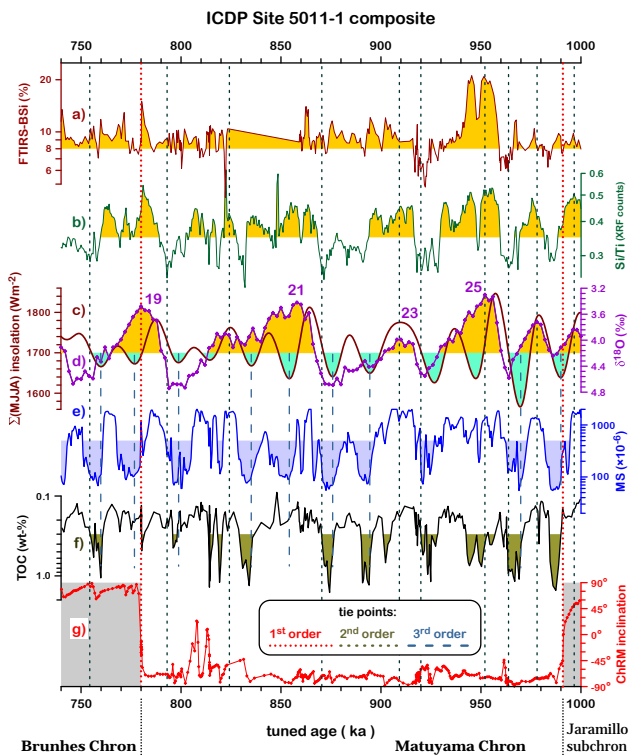 ICDP Site 5011-1 composite
750 800 850 900 950 1000
a)
FTIRS-BSi (%)
20
10
8
6
b)
Si/Ti (XRF counts)
0.6
0.5
0.4
0.3
c)
Σ(MJJA) insolation (Wm-2)
1800
1700
1600
19
21
23
25
d)
δ18O (‰)
3.2
3.6
4.0
4.4
4.8
e)
MS (×10-6)
1000
100
f)
TOC (wt-%)
0.1
1.0
g)
ChRM inclination
90°
45°
0°
-45°
-90°
tie points:
1st order 2nd order 3rd order
750 800 850 900 950 1000
tuned age ( ka )
Brunhes Chron Matuyama Chron Jaramillo
subchron